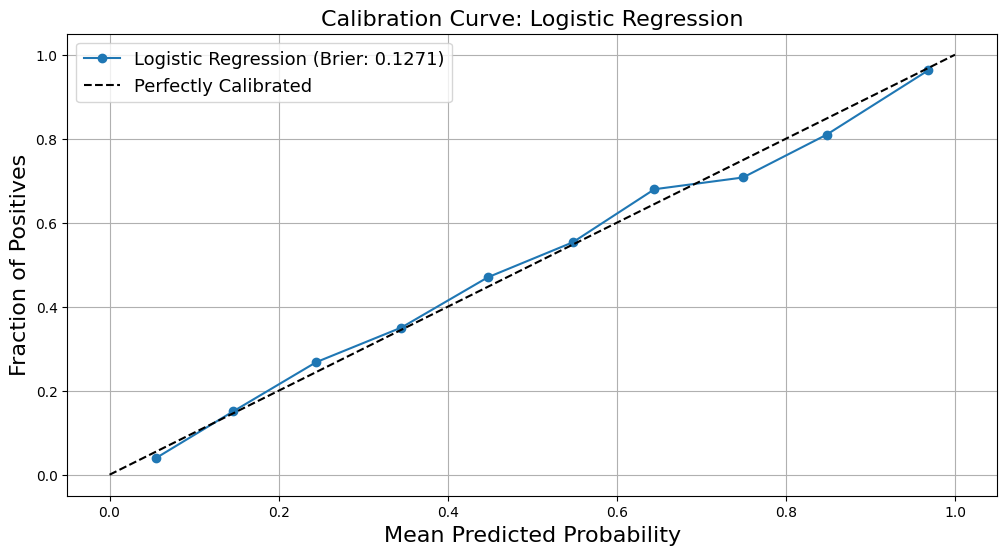 Calibration Curve: Logistic Regression
Logistic Regression (Brier: 0.1271)
Perfectly Calibrated
Fraction of Positives
1.0
0.8
0.6
0.4
0.2
0.0
0.0 0.2 0.4 0.6 0.8 1.0
Mean Predicted Probability